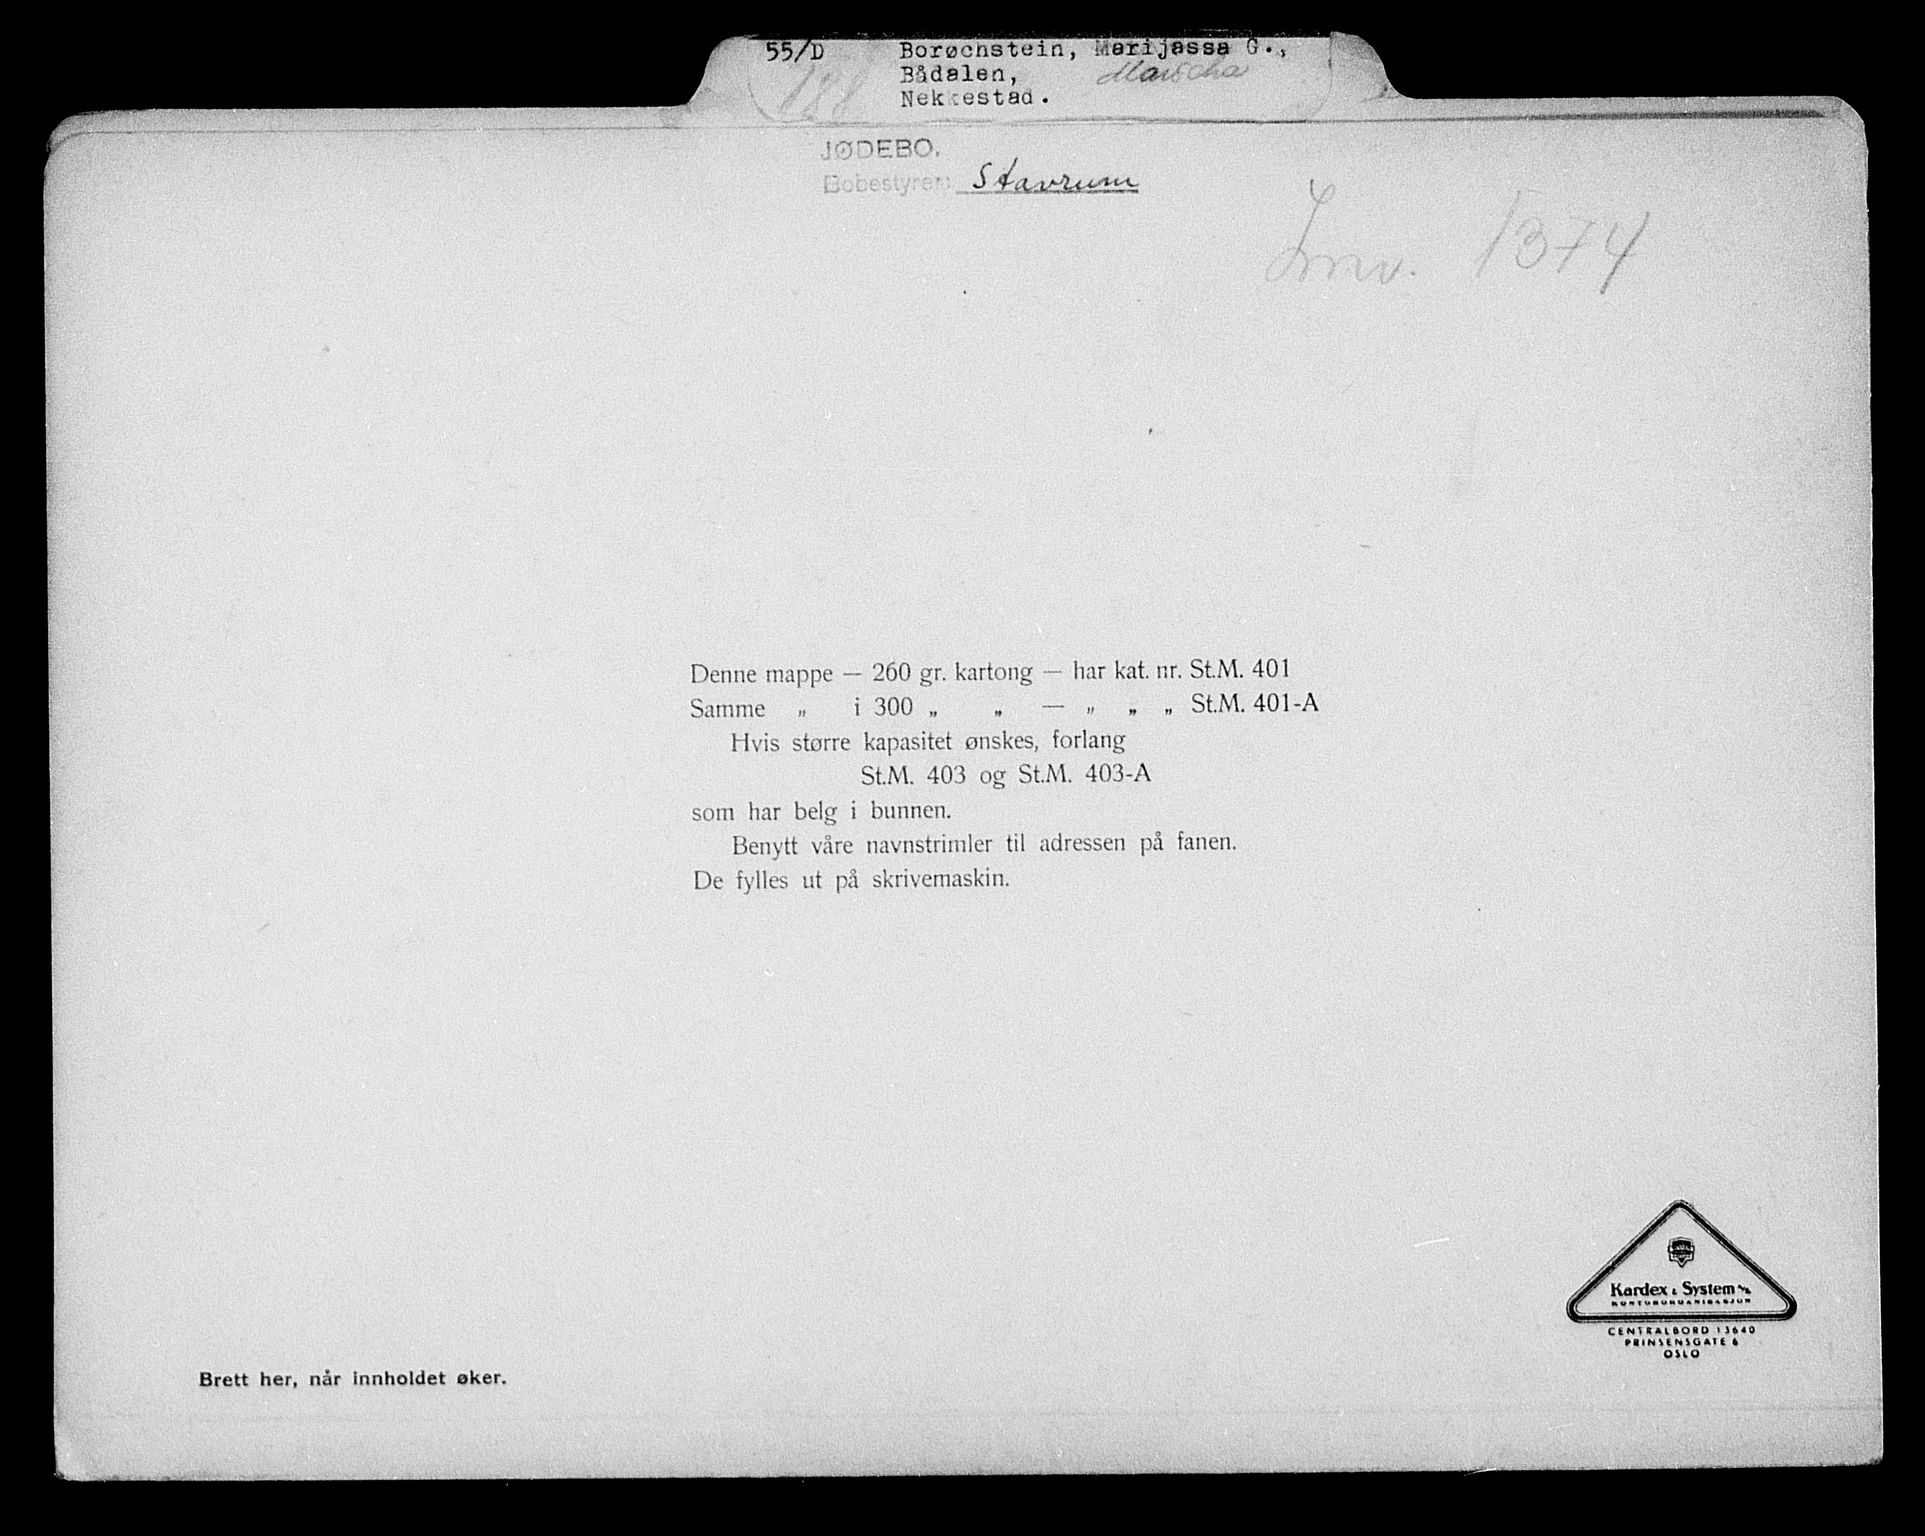 55/D Borøchstein, Marijassa G.,
Bådalen, Mascha
Nekkestad.
JØDEBO.
Bobestyrer: Stavrum
1374
Denne mappe — 260 gr. kartong — har kat. nr. St.M. 401
Samme „ i 300 „ „ — „ „ „ St.M. 401-A
Hvis større kapasitet ønskes, forlang
St.M. 403 og St.M. 403-A
som har belg i bunnen.
Benytt våre navnstrimler til adressen på fanen.
De fylles ut på skrivemaskin.
Kardex & System A/S
KONTORORGANISASJON
CENTRALBORD 13640
PRINSENSGATE 6
OSLO
Brett her, når innholdet øker.